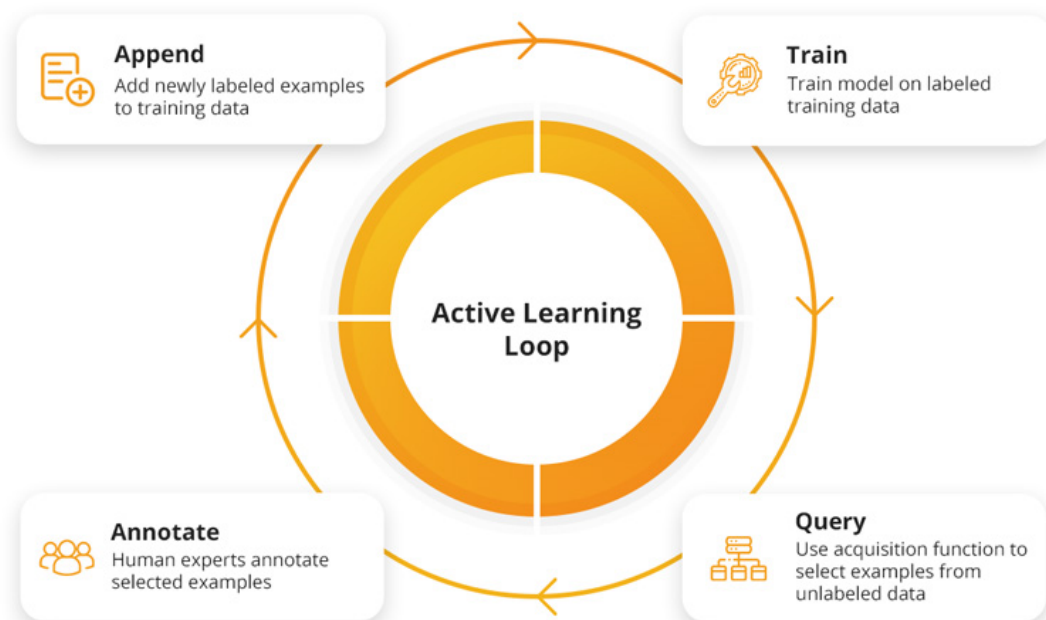 Append
Add newly labeled examples
to training data
Train
Train model on labeled
training data
Active Learning
Loop
Annotate
Human experts annotate
selected examples
Query
Use acquisition function to
select examples from
unlabeled data